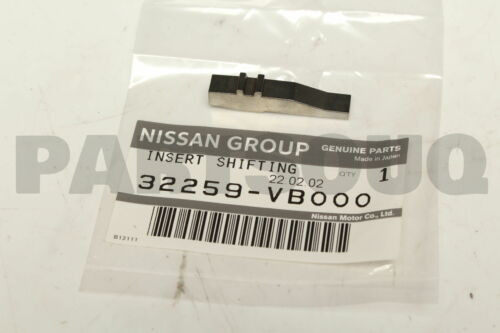 NISSAN GROUP GENUINE PARTS
Made in Japan
INSERT SHIFTING
22.02.02 QTY 1
32259-VB000
Nissan Motor Co., Ltd.
B12111
PARTSOUQ